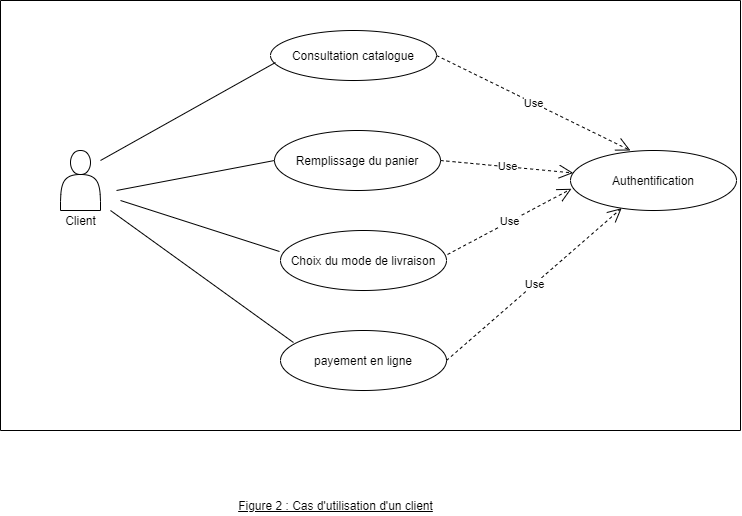 Consultation catalogue
Use
Remplissage du panier
Use
Authentification
Client
Use
Choix du mode de livraison
Use
payement en ligne
Figure 2 : Cas d'utilisation d'un client